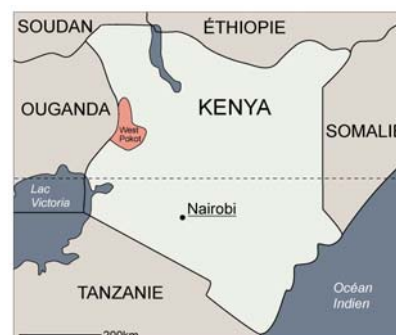 SOUDAN
ÉTHIOPIE
OUGANDA
KENYA
West
Pokot
SOMALIE
Lac
Victoria
Nairobi
Océan
Indien
TANZANIE
200km